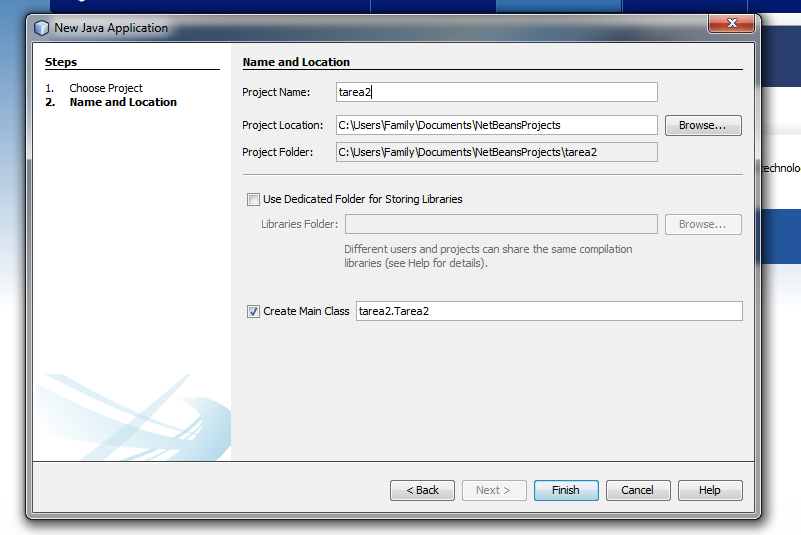 New Java Application
Steps
1. Choose Project
2. Name and Location
Name and Location
Project Name: tarea2
Project Location: C:\Users\Family\Documents\NetBeansProjects Browse...
Project Folder: C:\Users\Family\Documents\NetBeansProjects\tarea2
Use Dedicated Folder for Storing Libraries
Libraries Folder: Browse...
Different users and projects can share the same compilation
libraries (see Help for details).
Create Main Class tarea2.Tarea2
< Back Next > Finish Cancel Help